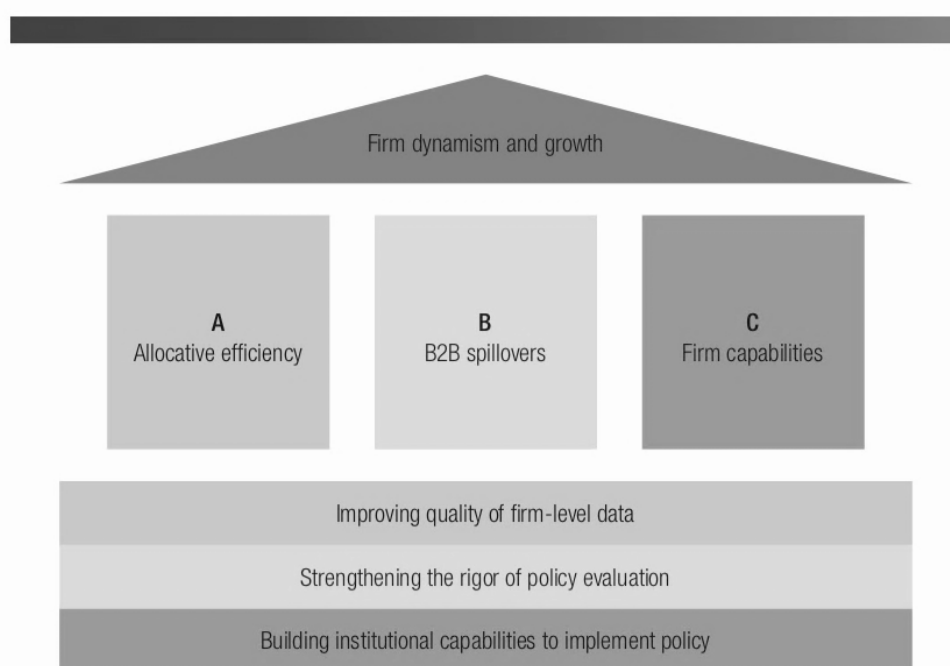 Firm dynamism and growth
A
Allocative efficiency
B
B2B spillovers
C
Firm capabilities
Improving quality of firm-level data
Strengthening the rigor of policy evaluation
Building institutional capabilities to implement policy